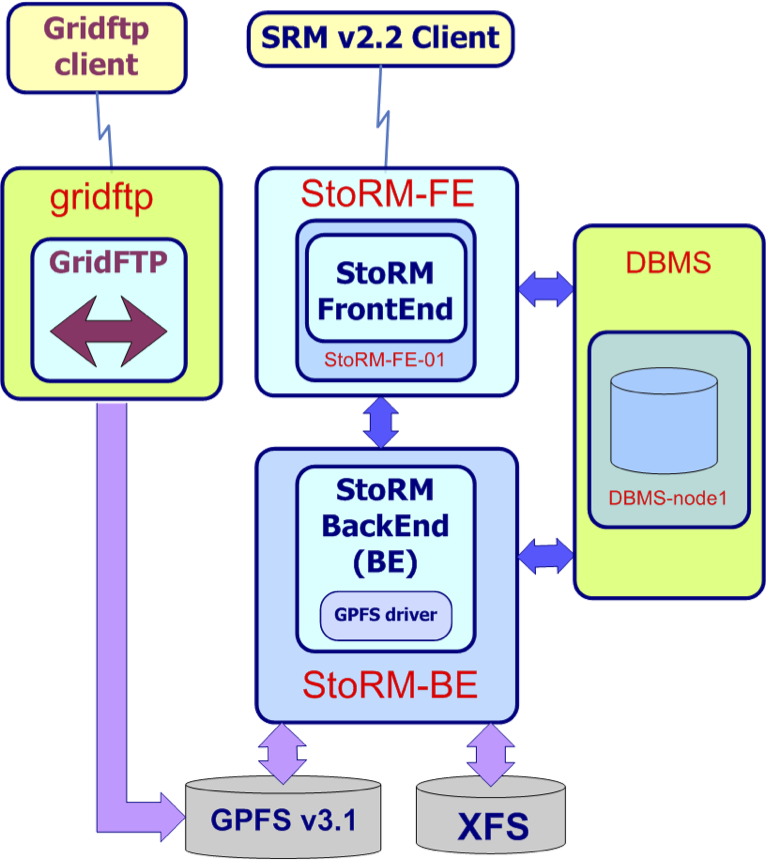 Gridftp
client
SRM v2.2 Client
gridftp
GridFTP
StoRM-FE
StoRM
FrontEnd
StoRM-FE-01
DBMS
DBMS-node1
StoRM
BackEnd
(BE)
GPFS driver
StoRM-BE
GPFS v3.1
XFS